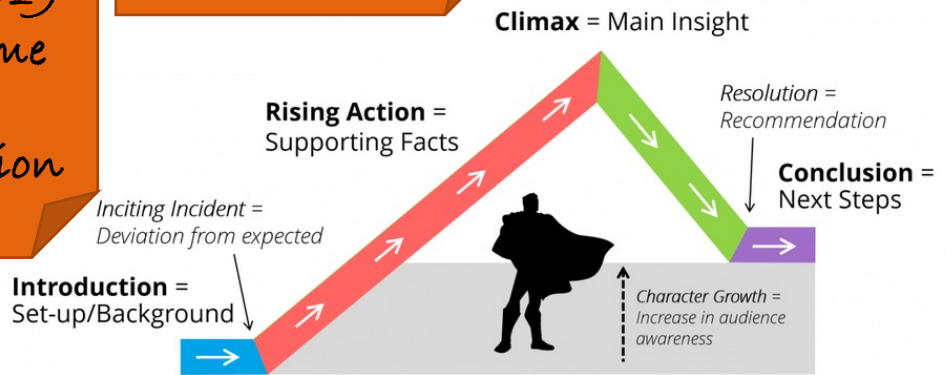 me
ion
Climax = Main Insight
Rising Action =
Supporting Facts
Resolution =
Recommendation
Conclusion =
Next Steps
Inciting Incident =
Deviation from expected
Introduction =
Set-up/Background
Character Growth =
Increase in audience
awareness